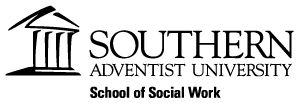 SOUTHERN
ADVENTIST UNIVERSITY
School of Social Work